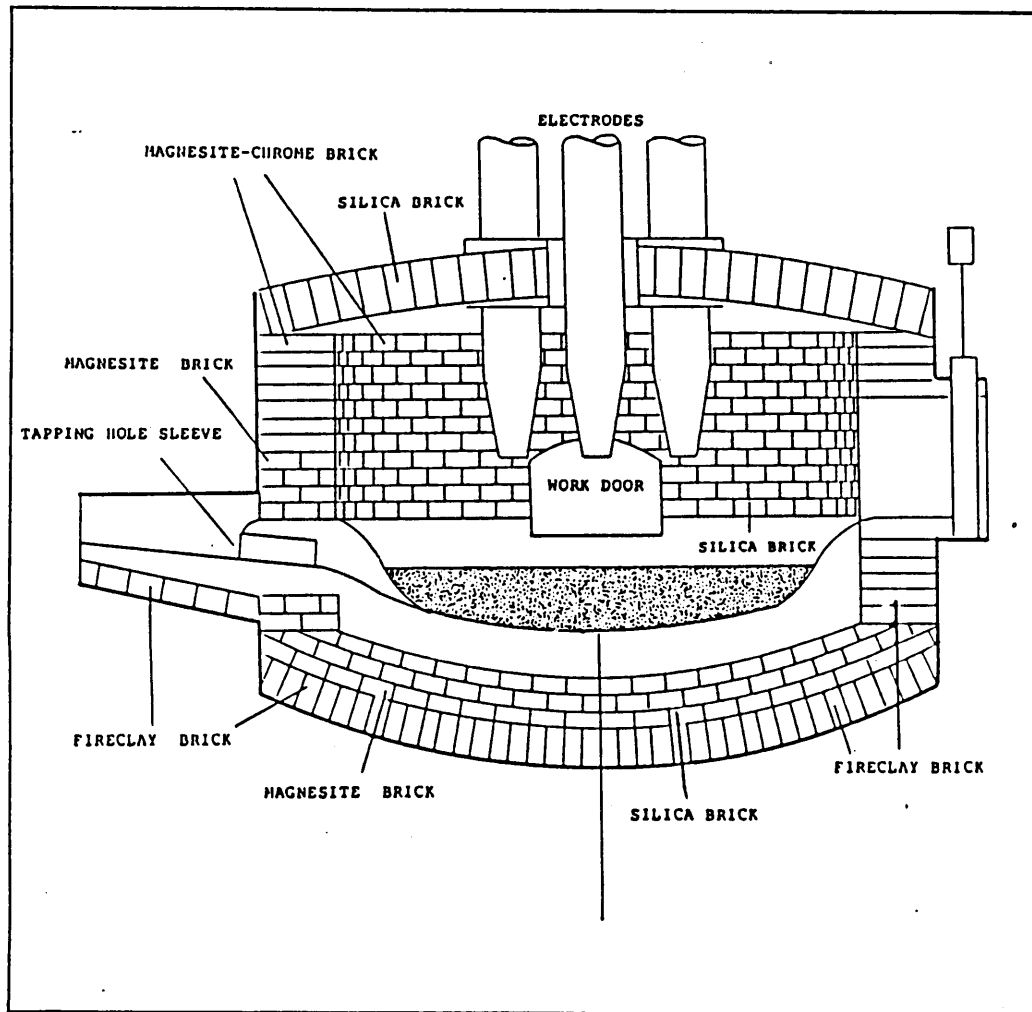 ELECTRODES
MAGNESITE-CHROME BRICK
SILICA BRICK
MAGNESITE BRICK
TAPPING HOLE SLEEVE
WORK DOOR
SILICA BRICK
FIRECLAY BRICK
FIRECLAY BRICK
MAGNESITE BRICK
SILICA BRICK